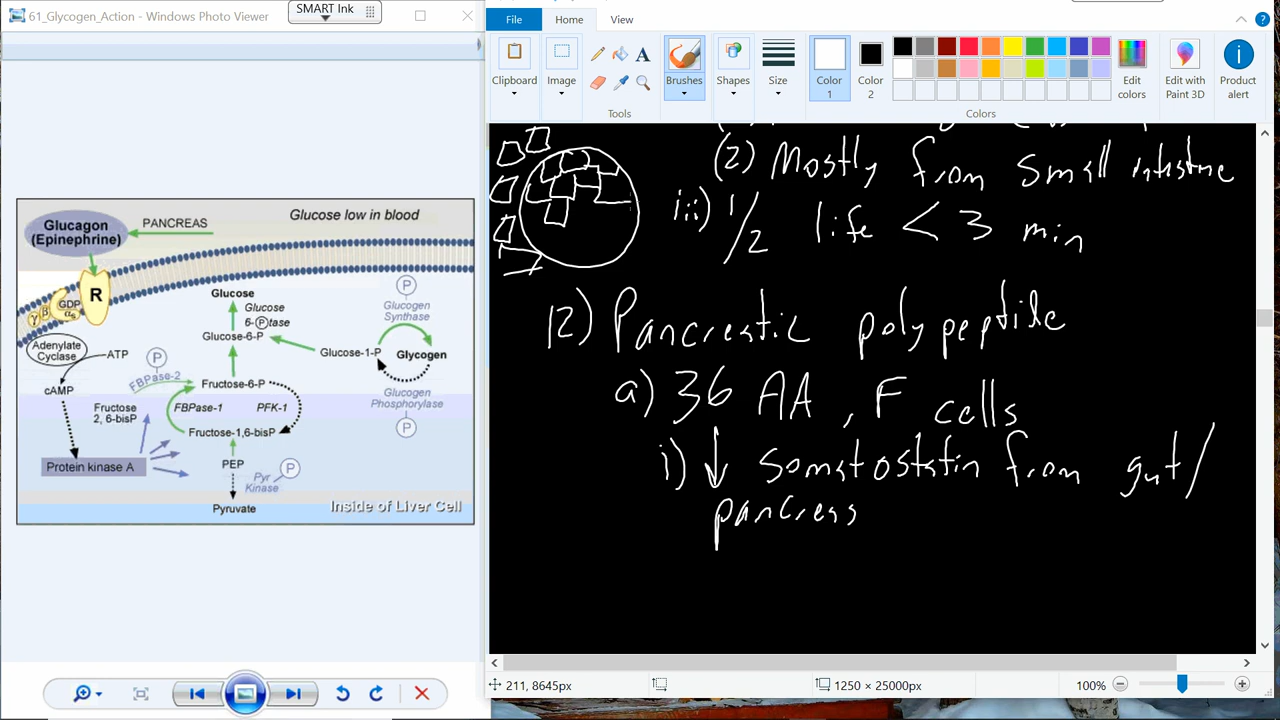 61_Glycogen_Action - Windows Photo Viewer
SMART Ink
Glucagon
(Epinephrine)
PANCREAS
Glucose low in blood
R
GDP
γ
β
αs
Adenylate
Cyclase
ATP
cAMP
Protein kinase A
Glucose
Glucose
6-P tase
Glucose-6-P
Glucose-1-P
Glycogen
P
Glycogen
Synthase
Glycogen
Phosphorylase
P
P
FBPase-2
Fructose-6-P
Fructose
2, 6-bisP
FBPase-1
PFK-1
Fructose-1,6-bisP
PEP
P
Pyr
Kinase
Pyruvate
Inside of Liver Cell
File
Home
View
Clipboard
Image
A
Tools
Brushes
Shapes
Size
Color
1
Color
2
Edit
colors
Edit with
Paint 3D
Product
alert
Colors
(2) Mostly from small intestine
iii) 1/2 life < 3 min
12) Pancreatic polypeptide
a) 36 AA, F cells
i) ↓ somatostatin from gut/
pancreas
211, 8645px
1250 × 25000px
100%